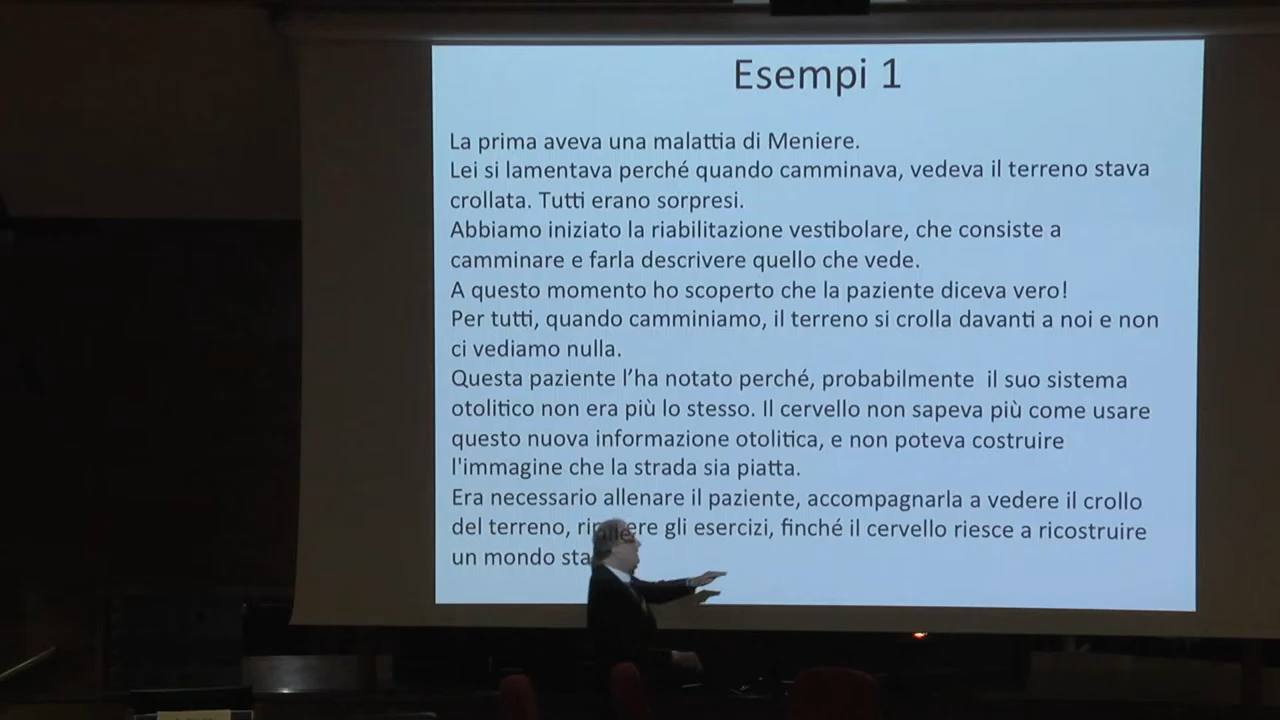 Esempi 1
La prima aveva una malattia di Meniere.
Lei si lamentava perché quando camminava, vedeva il terreno stava
crollata. Tutti erano sorpresi.
Abbiamo iniziato la riabilitazione vestibolare, che consiste a
camminare e farla descrivere quello che vede.
A questo momento ho scoperto che la paziente diceva vero!
Per tutti, quando camminiamo, il terreno si crolla davanti a noi e non
ci vediamo nulla.
Questa paziente l'ha notato perché, probabilmente il suo sistema
otolitico non era più lo stesso. Il cervello non sapeva più come usare
questo nuova informazione otolitica, e non poteva costruire
l'immagine che la strada sia piatta.
Era necessario allenare il paziente, accompagnarla a vedere il crollo
del terreno, gli esercizi, finché il cervello riesce a ricostruire
un mondo